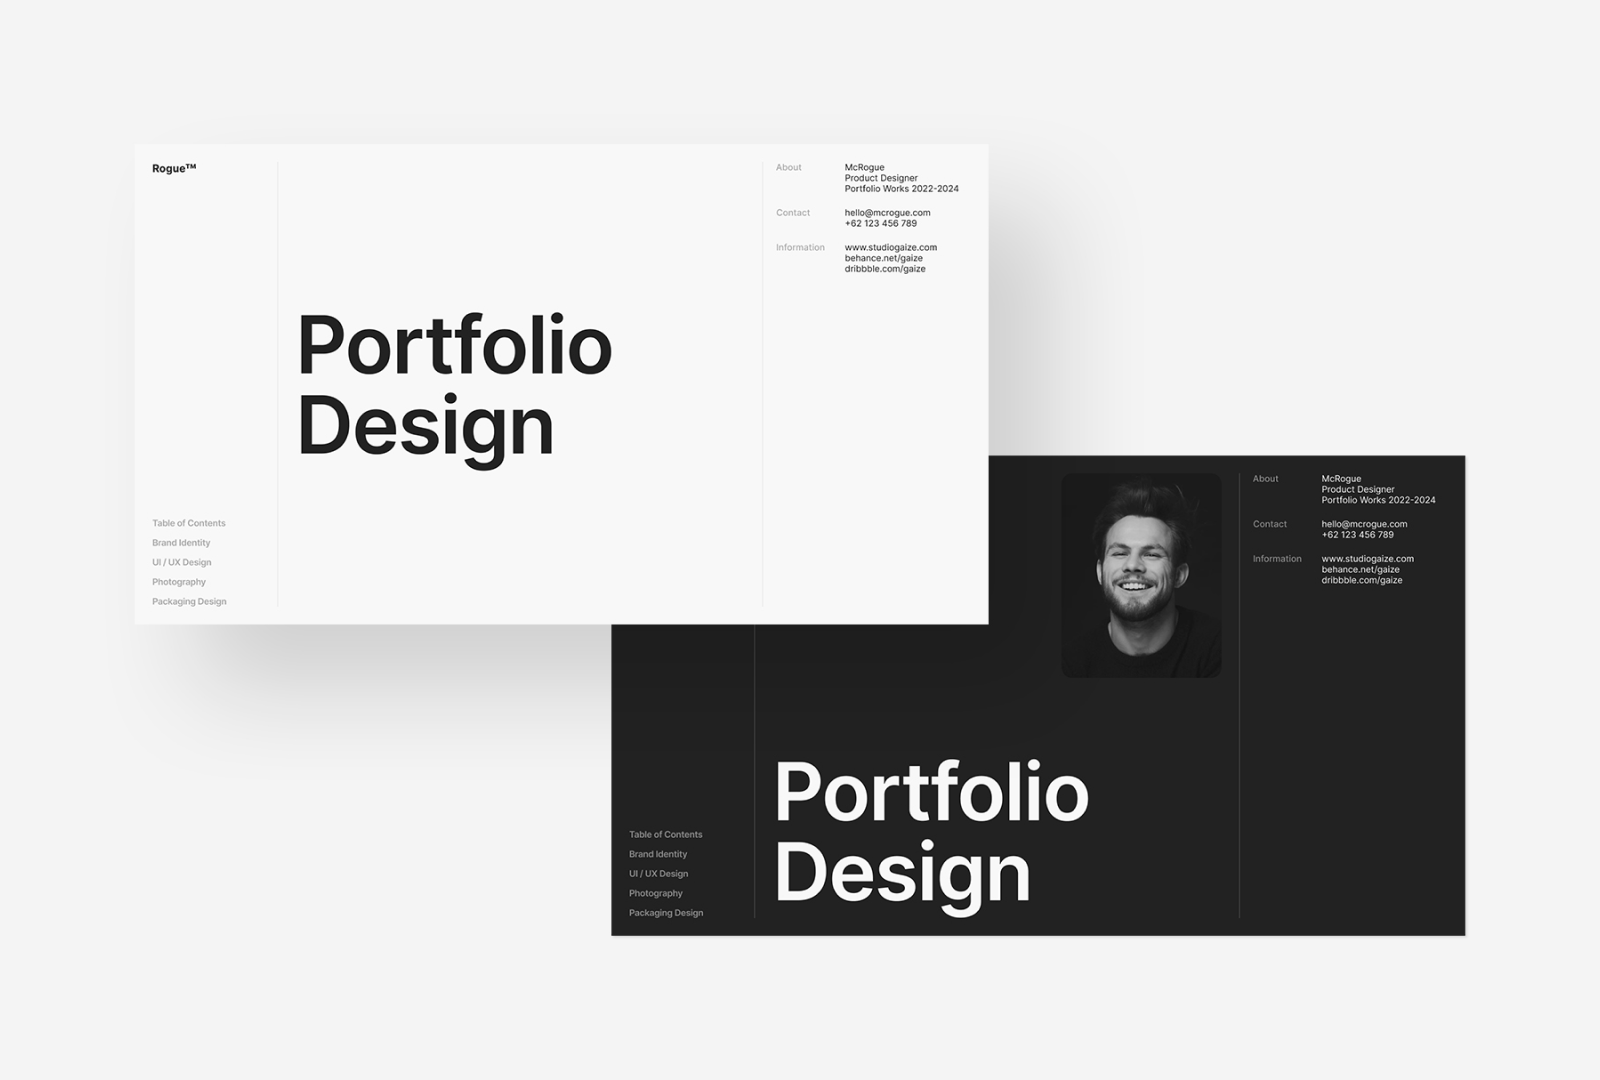 Rogue™
About
McRogue
Product Designer
Portfolio Works 2022-2024
Contact
hello@mcrogue.com
+62 123 456 789
Information
www.studiogaize.com
behance.net/gaize
dribbble.com/gaize
Portfolio
Design
Table of Contents
Brand Identity
UI / UX Design
Photography
Packaging Design
About
McRogue
Product Designer
Portfolio Works 2022-2024
Contact
hello@mcrogue.com
+62 123 456 789
Information
www.studiogaize.com
behance.net/gaize
dribbble.com/gaize
Portfolio
Design
Table of Contents
Brand Identity
UI / UX Design
Photography
Packaging Design